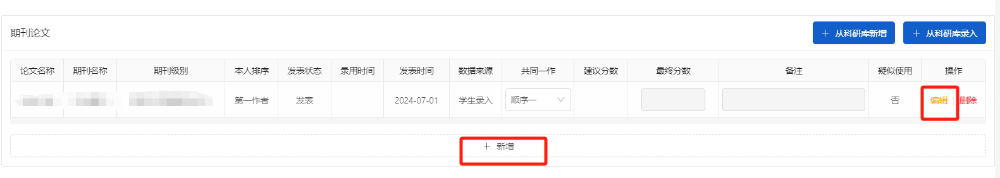 期刊论文
+ 从科研库新增
+ 从科研库录入
论文名称 期刊名称 期刊级别 本人排序 发表状态 录用时间 发表时间 数据来源 共同一作 建议分数 最终分数 备注 疑似使用 操作
第一作者 发表 2024-07-01 学生录入 顺序一 否 编辑 删除
+ 新增